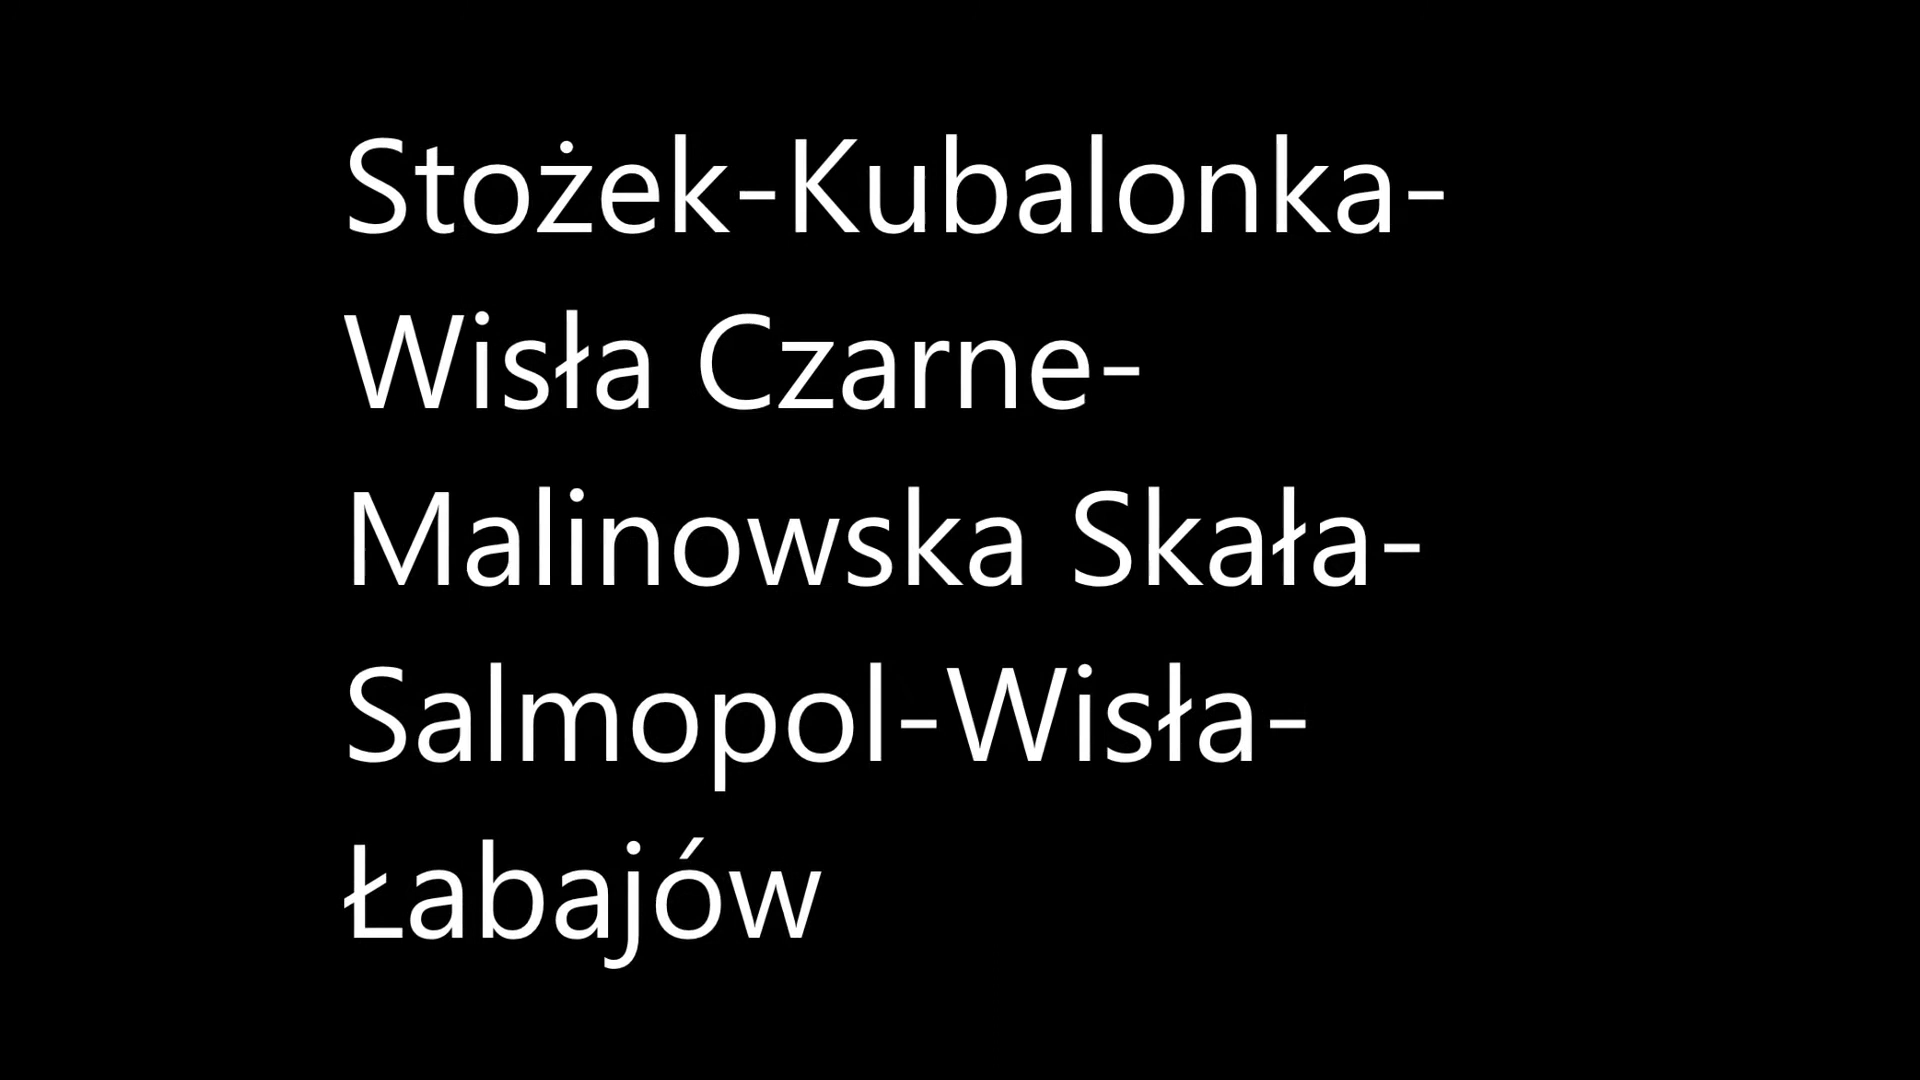 Stożek-Kubalonka-
Wisła Czarne-
Malinowska Skała-
Salmopol-Wisła-
Łabajów